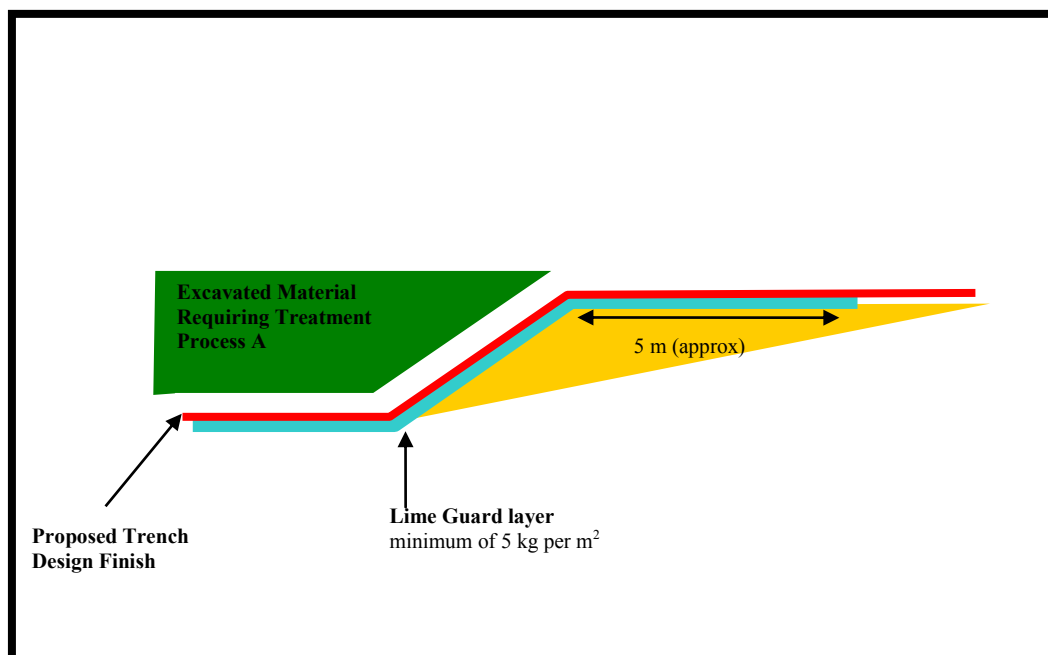 Excavated Material
Requiring Treatment
Process A
5 m (approx)
Lime Guard layer
minimum of 5 kg per m²
Proposed Trench
Design Finish